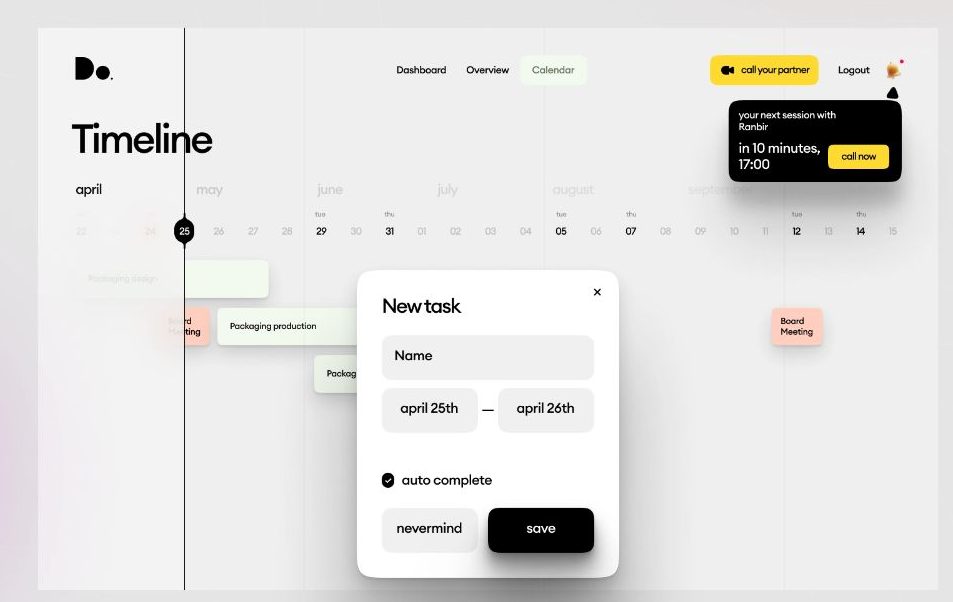 Do.
Dashboard
Overview
Calendar
call your partner
Logout
your next session with
Ranbir
in 10 minutes,
17:00
call now
Timeline
april
may
june
july
august
september
tue
thu
tue
thu
tue
thu
22
24
25
26
27
28
29
30
31
01
02
03
04
05
06
07
08
09
10
11
12
13
14
15
Packaging design
Board
Meeting
Packaging production
Packag
Board
Meeting
New task
Name
april 25th
—
april 26th
auto complete
nevermind
save